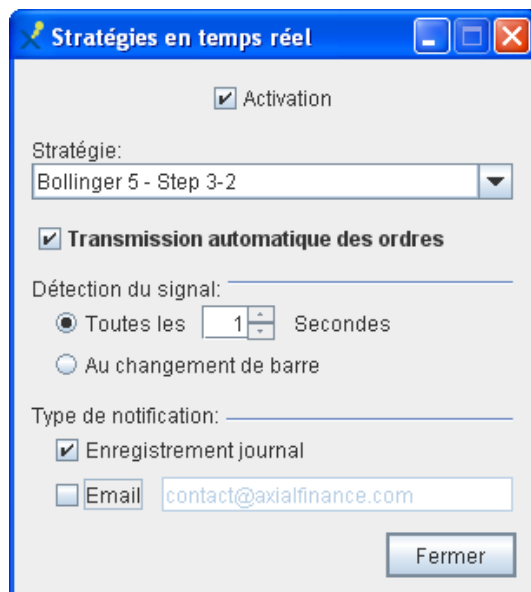 Stratégies en temps réel
Activation
Stratégie:
Bollinger 5 - Step 3-2
Transmission automatique des ordres
Détection du signal:
Toutes les 1 Secondes
Au changement de barre
Type de notification:
Enregistrement journal
Email contact@axialfinance.com
Fermer